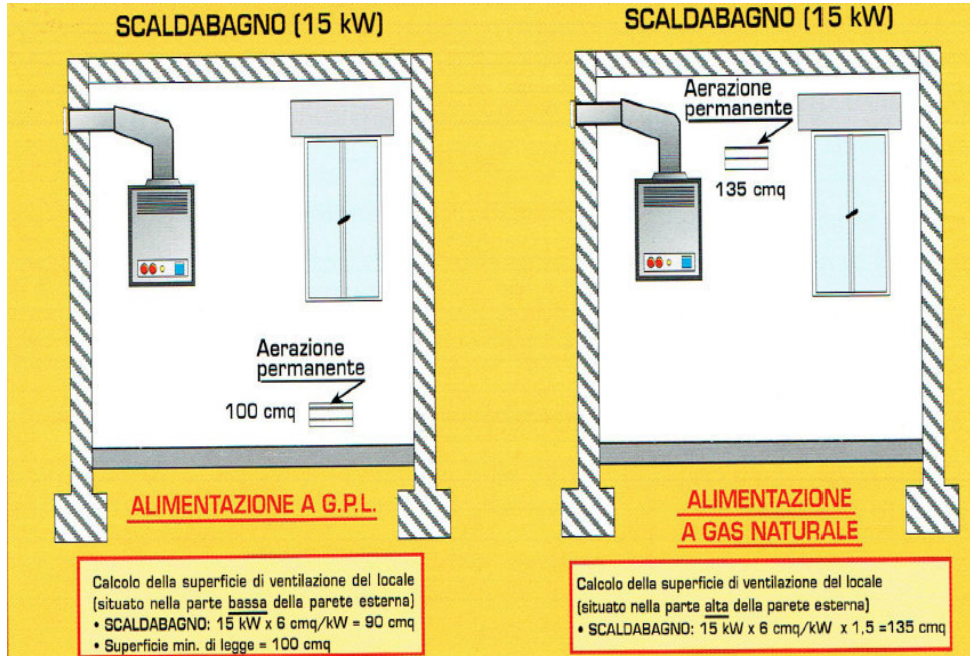 SCALDABAGNO (15 kW)
Aerazione
permanente
100 cmq
ALIMENTAZIONE A G.P.L.
Calcolo della superficie di ventilazione del locale
(situato nella parte bassa della parete esterna)
• SCALDABAGNO: 15 kW x 6 cmq/kW = 90 cmq
• Superficie min. di legge = 100 cmq
SCALDABAGNO (15 kW)
Aerazione
permanente
135 cmq
ALIMENTAZIONE
A GAS NATURALE
Calcolo della superficie di ventilazione del locale
(situato nella parte alta della parete esterna)
• SCALDABAGNO: 15 kW x 6 cmq/kW x 1,5 =135 cmq